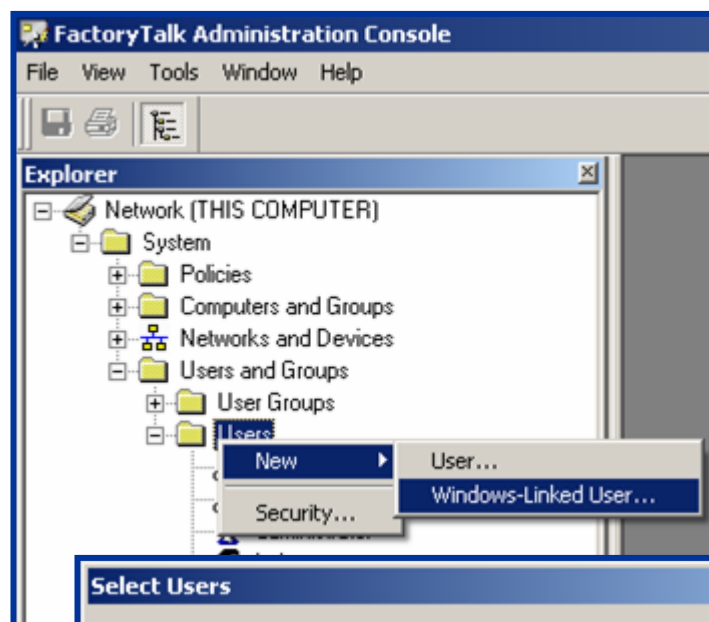 FactoryTalk Administration Console
File View Tools Window Help
Explorer
Network (THIS COMPUTER)
System
Policies
Computers and Groups
Networks and Devices
Users and Groups
User Groups
Users
New
User...
Windows-Linked User...
Security...
Select Users